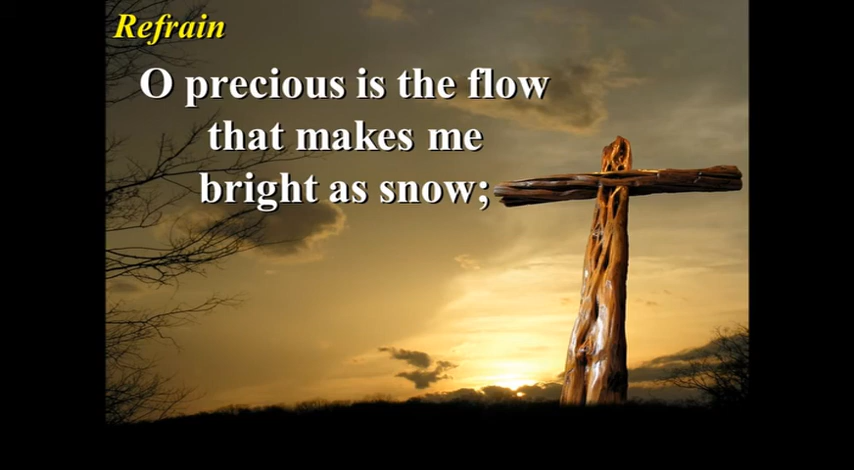 Refrain
O precious is the flow
that makes me
bright as snow;